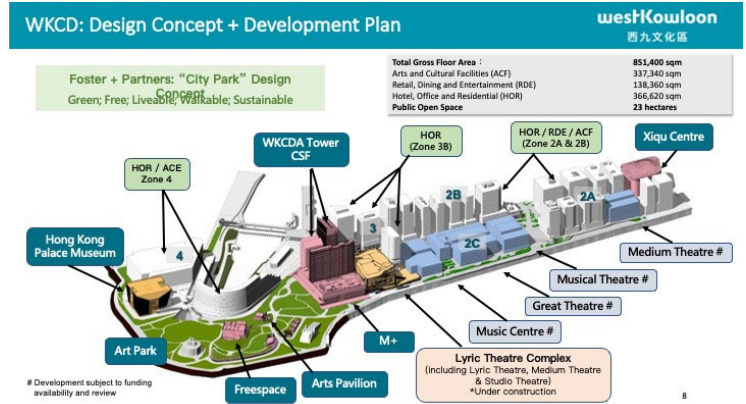 WKCD: Design Concept + Development Plan
westKowloon
西九文化區
Foster + Partners: “City Park” Design
Concept
Green; Free; Liveable; Walkable; Sustainable
Total Gross Floor Area： 851,400 sqm
Arts and Cultural Facilities (ACF) 337,340 sqm
Retail, Dining and Entertainment (RDE) 138,360 sqm
Hotel, Office and Residential (HOR) 366,620 sqm
Public Open Space 23 hectares
WKCDA Tower
CSF
HOR
(Zone 3B)
HOR / RDE / ACF
(Zone 2A & 2B)
Xiqu Centre
HOR / ACE
Zone 4
2B
2A
3
2C
4
Hong Kong
Palace Museum
Medium Theatre #
Musical Theatre #
Great Theatre #
Music Centre #
M+
Art Park
Freespace
Arts Pavilion
Lyric Theatre Complex
(including Lyric Theatre, Medium Theatre
& Studio Theatre)
*Under construction
# Development subject to funding
availability and review
8